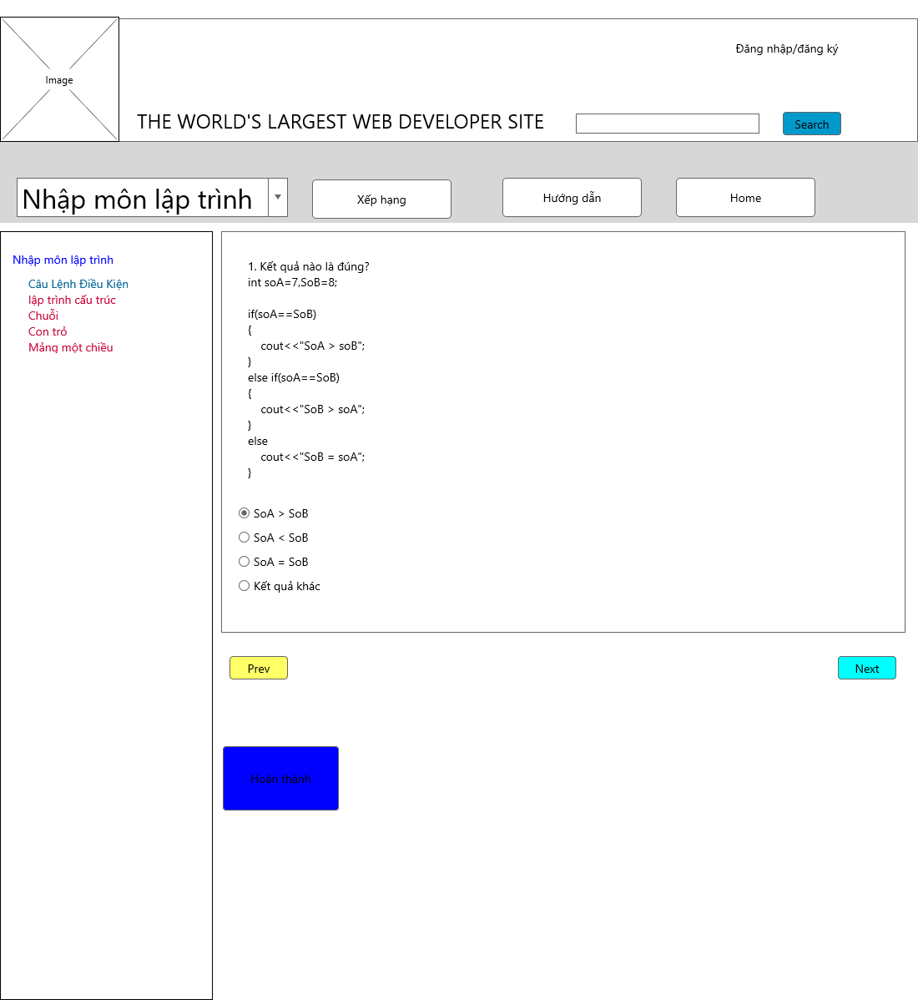 Image
Đăng nhập/đăng ký
THE WORLD'S LARGEST WEB DEVELOPER SITE
Search
Nhập môn lập trình
Xếp hạng
Hướng dẫn
Home
Nhập môn lập trình
Câu Lệnh Điều Kiện
lập trình cấu trúc
Chuỗi
Con trỏ
Mảng một chiều
1. Kết quả nào là đúng?
int soA=7,SoB=8;
if(soA==SoB)
{
cout<<"SoA > soB";
}
else if(soA==SoB)
{
cout<<"SoB > soA";
}
else
cout<<"SoB = soA";
}
SoA > SoB
SoA < SoB
SoA = SoB
Kết quả khác
Prev
Next
Hoàn thành